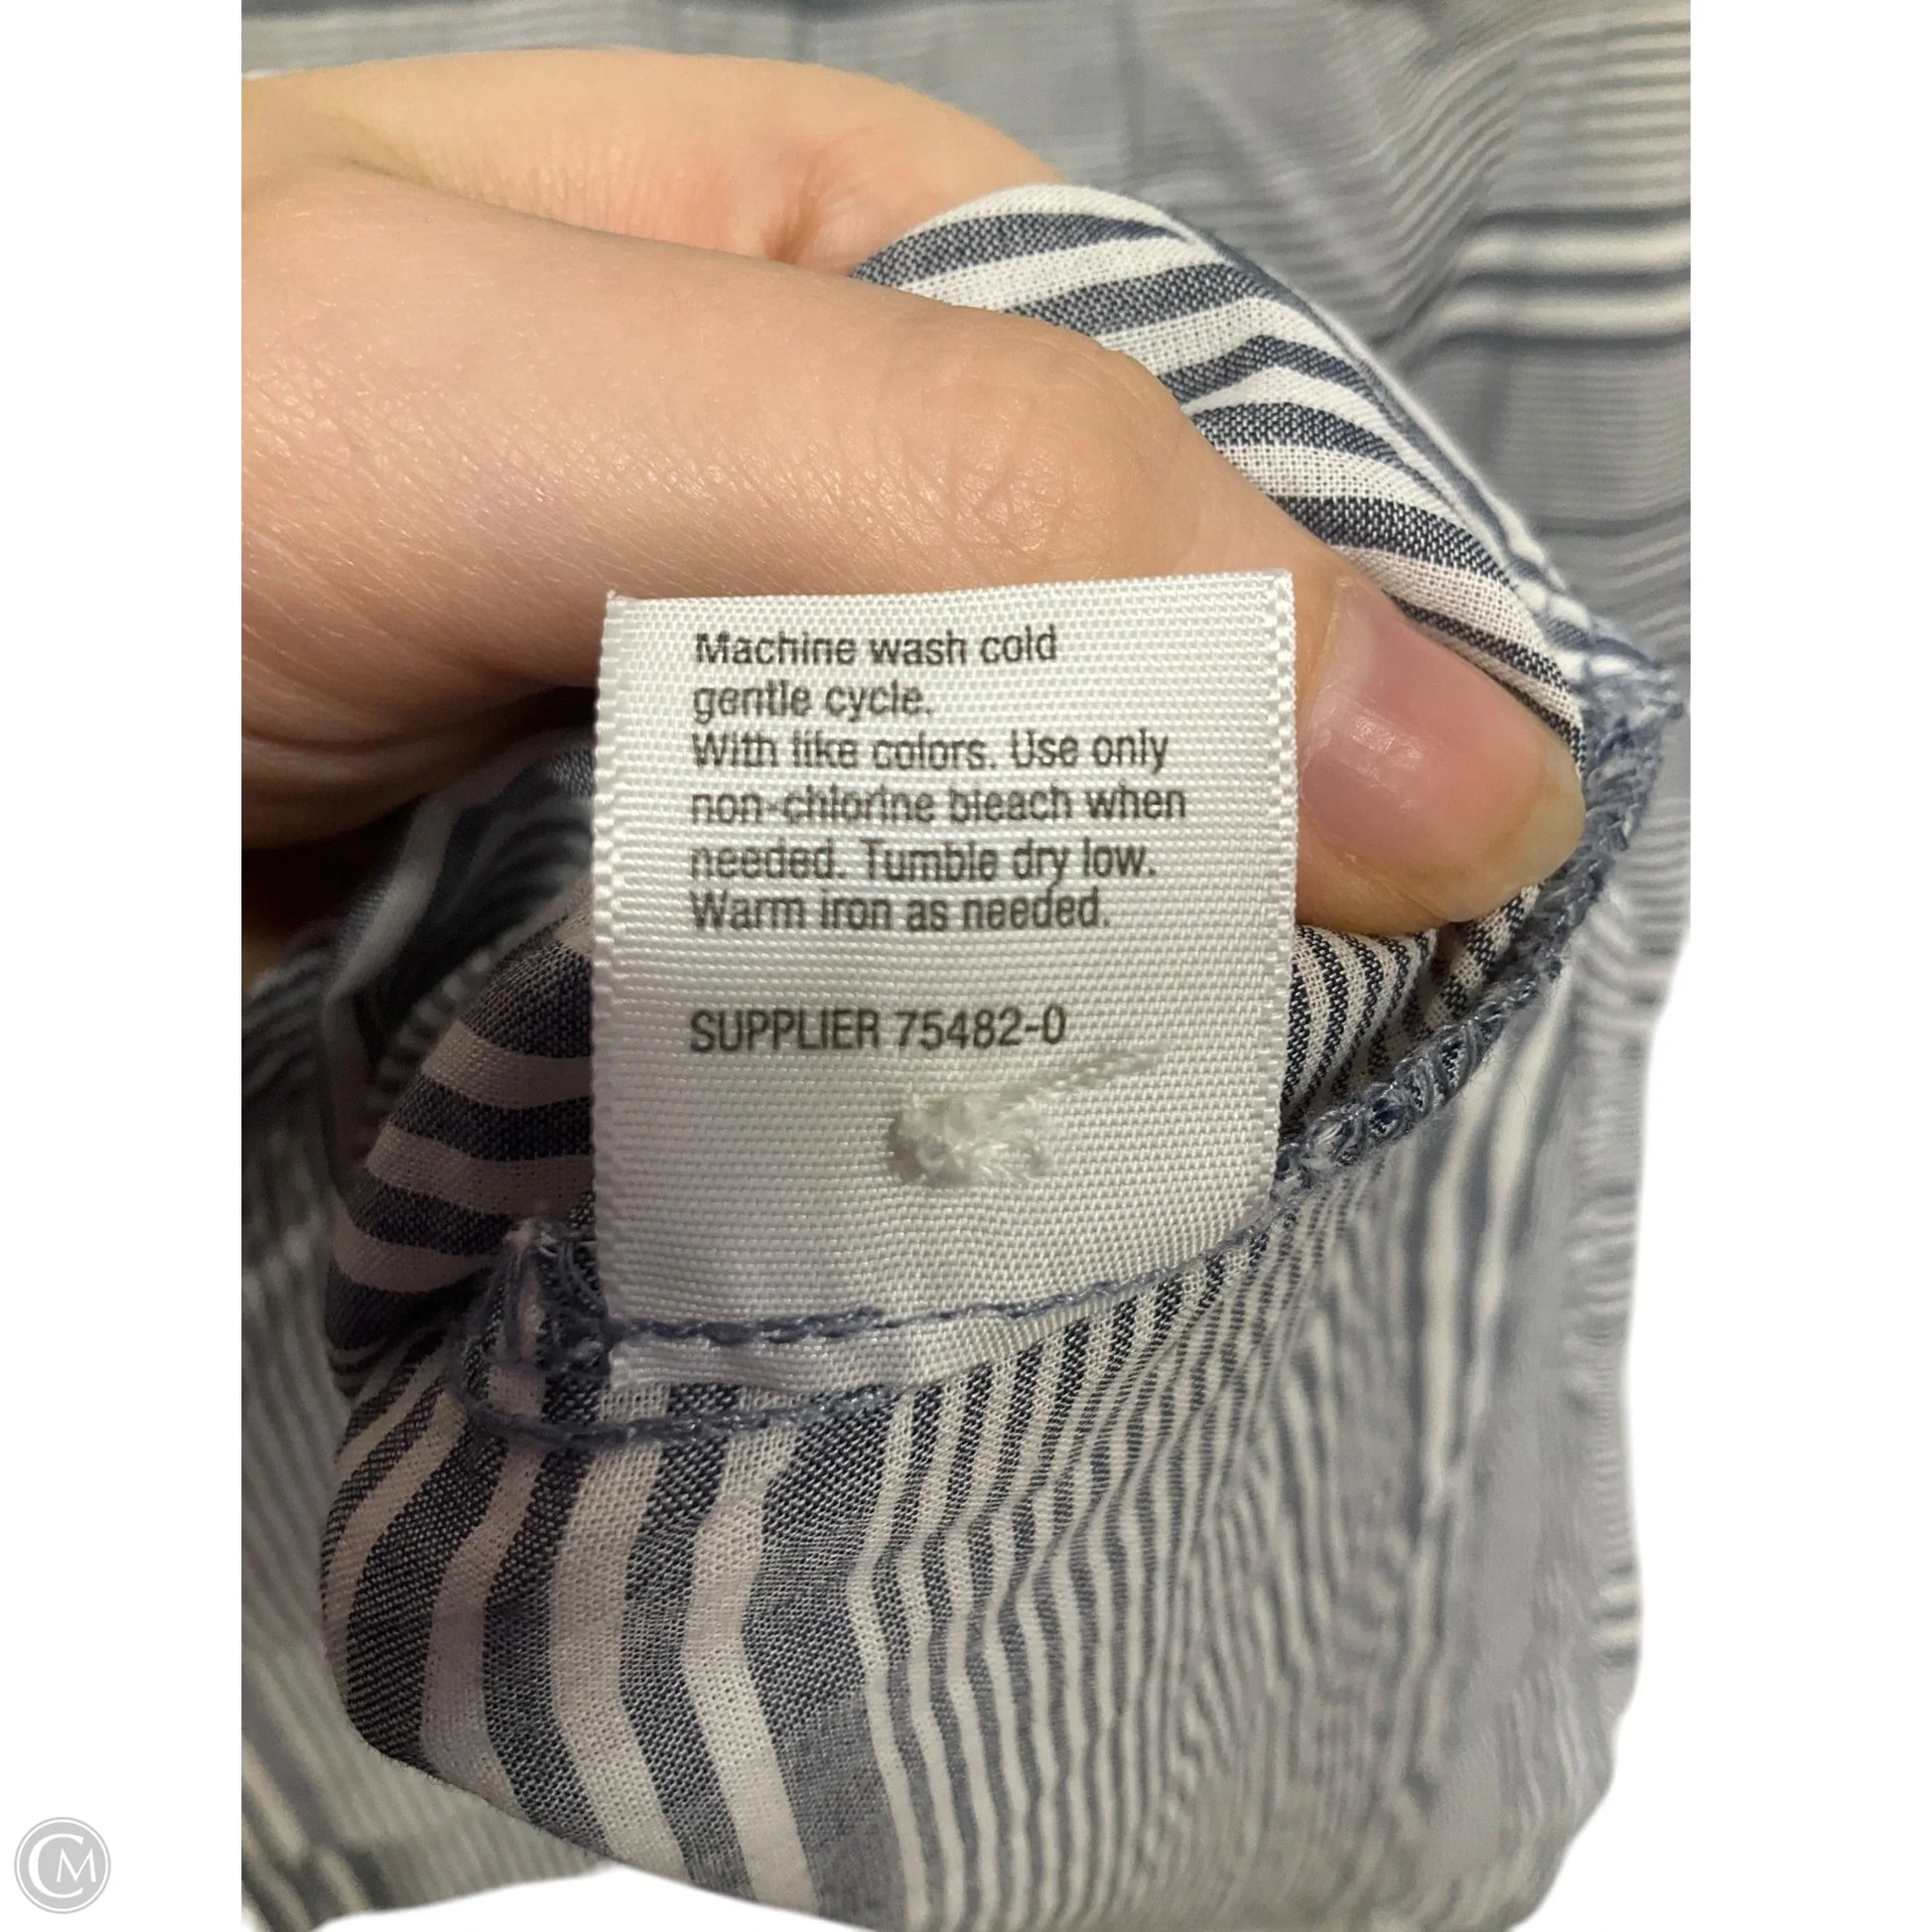 Machine wash cold
gentle cycle.
With like colors. Use only
non-chlorine bleach when
needed. Tumble dry low.
Warm iron as needed.
SUPPLIER 75482-0
CM